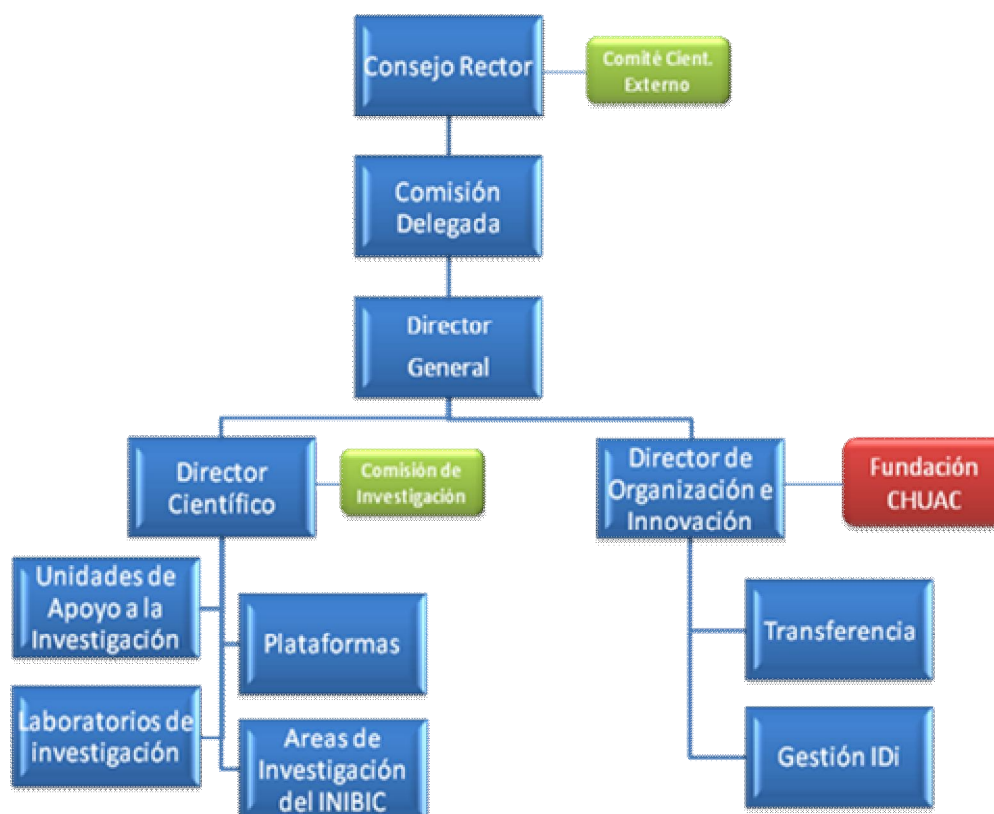 Consejo Rector
Comité Cient.
Externo
Comisión
Delegada
Director
General
Director
Científico
Comisión de
Investigación
Director de
Organización e
Innovación
Fundación
CHUAC
Unidades de
Apoyo a la
Investigación
Plataformas
Laboratorios de
investigación
Areas de
Investigación
del INIBIC
Transferencia
Gestión IDi